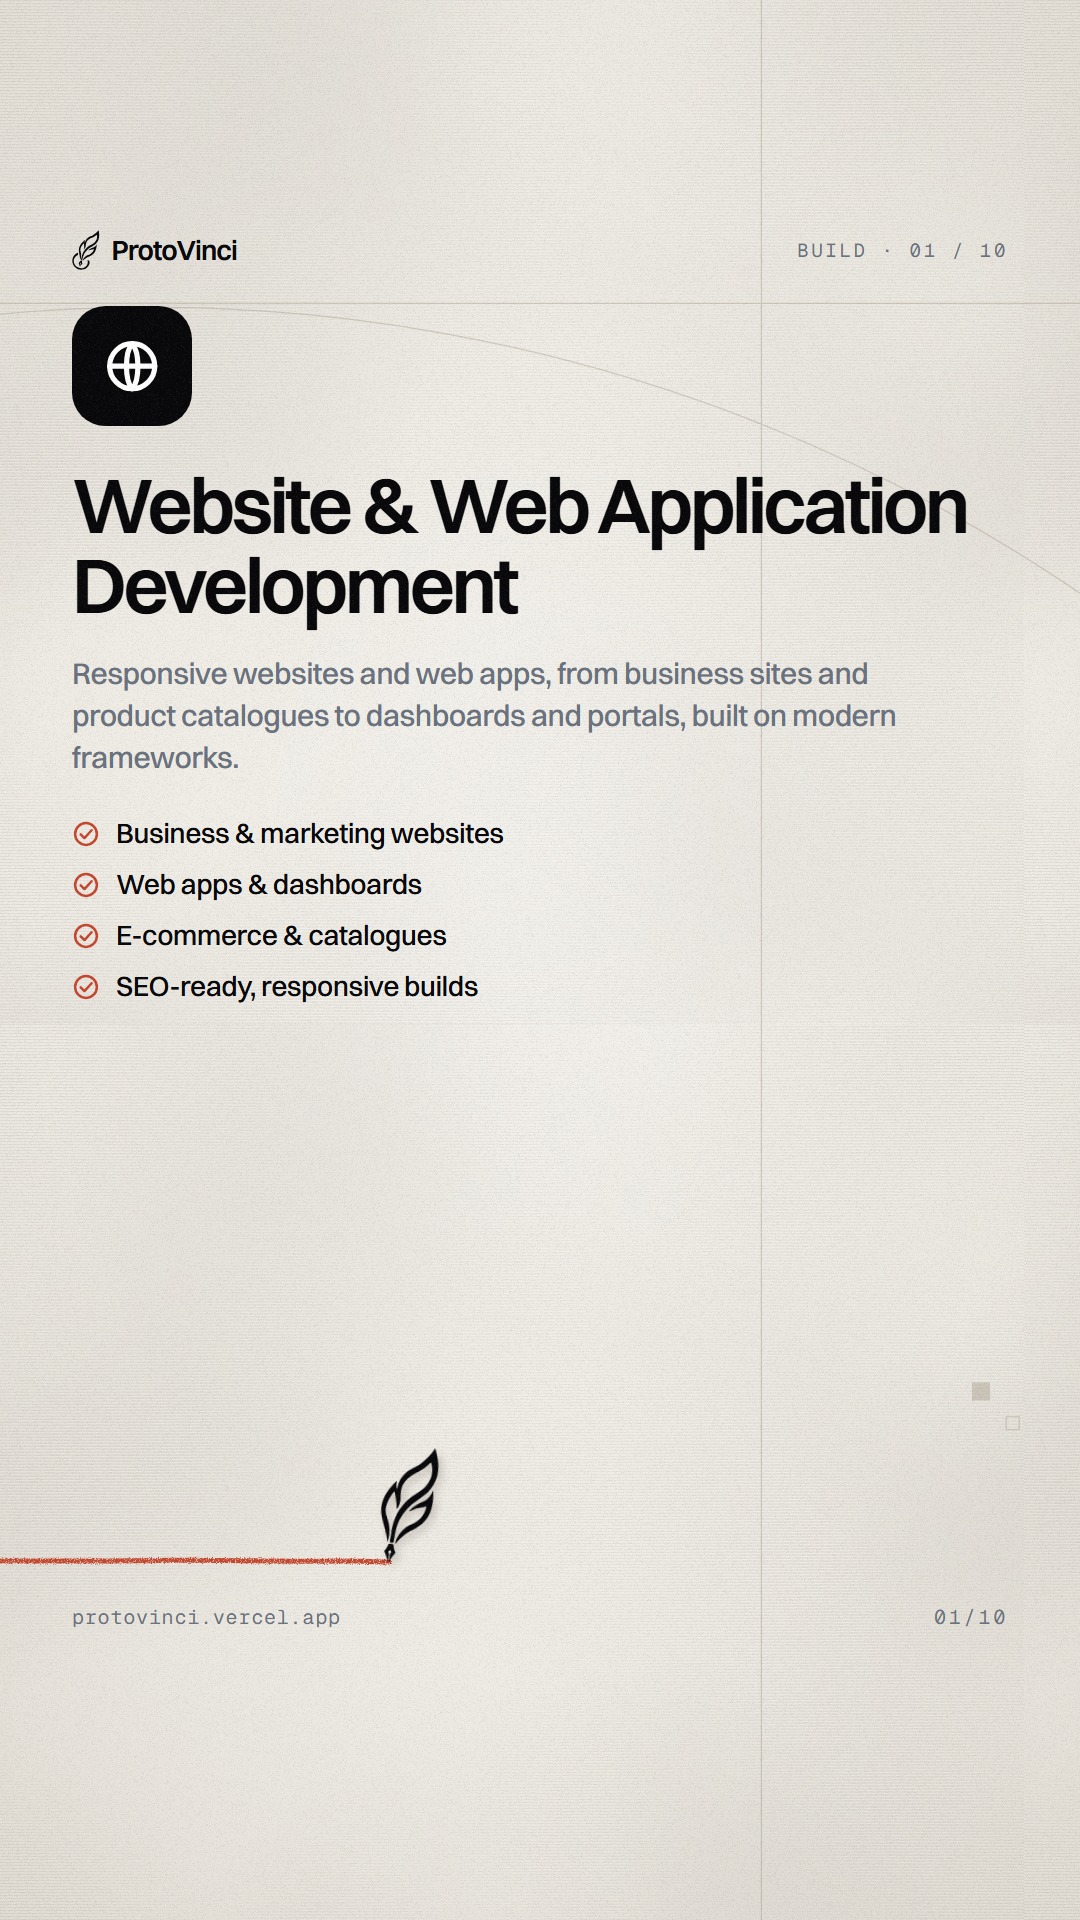 ProtoVinci
BUILD · 01 / 10
Website & Web Application
Development
Responsive websites and web apps, from business sites and
product catalogues to dashboards and portals, built on modern
frameworks.
Business & marketing websites
Web apps & dashboards
E-commerce & catalogues
SEO-ready, responsive builds
protovinci.vercel.app
01/10